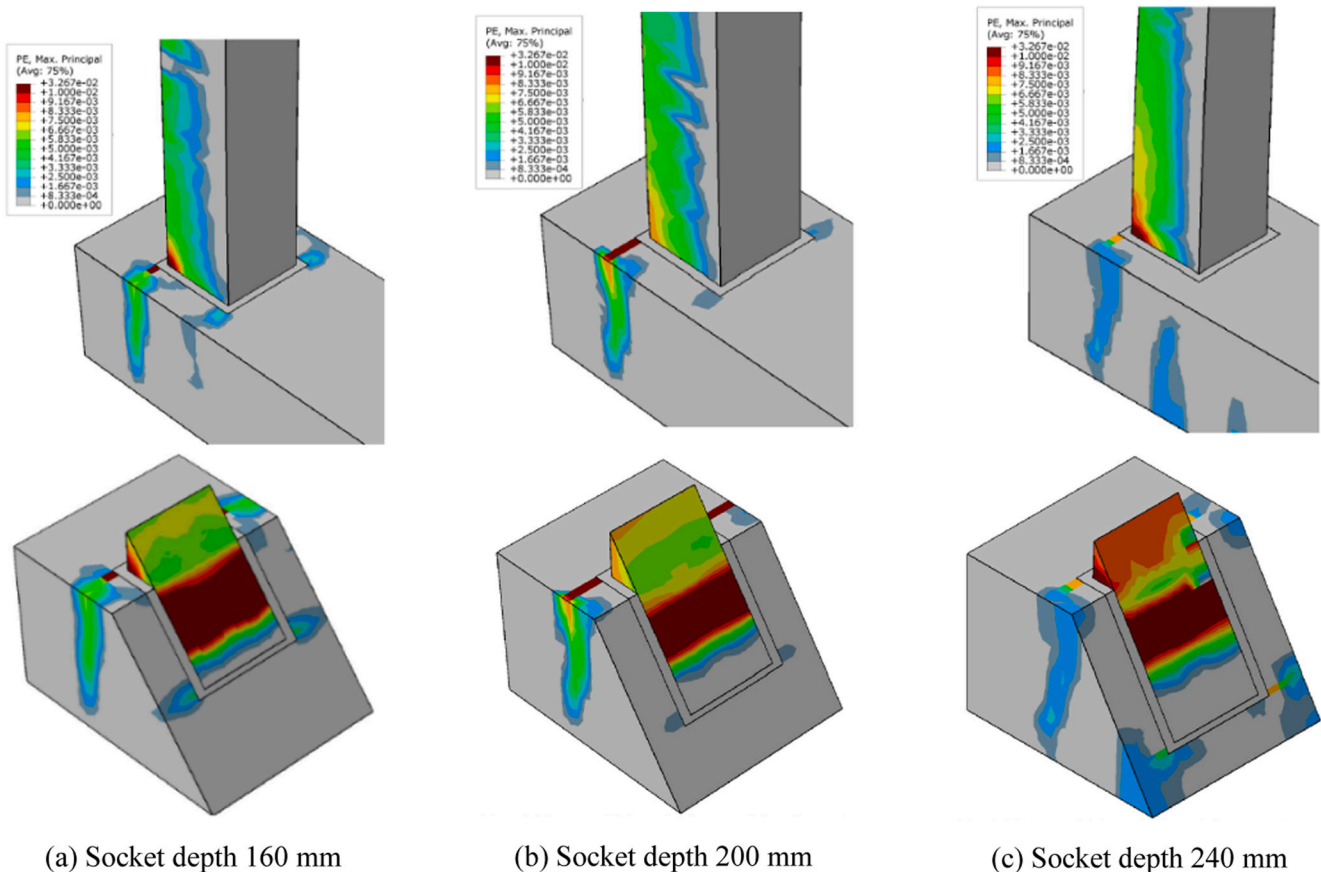 PE, Max. Principal
(Avg: 75%)
+3.267e-02
+1.000e-02
+9.167e-03
+8.333e-03
+7.500e-03
+6.667e-03
+5.833e-03
+5.000e-03
+4.167e-03
+3.333e-03
+2.500e-03
+1.667e-03
+8.333e-04
+0.000e+00
PE, Max. Principal
(Avg: 75%)
+3.267e-02
+1.000e-02
+9.167e-03
+8.333e-03
+7.500e-03
+6.667e-03
+5.833e-03
+5.000e-03
+4.167e-03
+3.333e-03
+2.500e-03
+1.667e-03
+8.333e-04
+0.000e+00
PE, Max. Principal
(Avg: 75%)
+3.267e-02
+1.000e-02
+9.167e-03
+8.333e-03
+7.500e-03
+6.667e-03
+5.833e-03
+5.000e-03
+4.167e-03
+3.333e-03
+2.500e-03
+1.667e-03
+8.333e-04
+0.000e+00
(a) Socket depth 160 mm
(b) Socket depth 200 mm
(c) Socket depth 240 mm